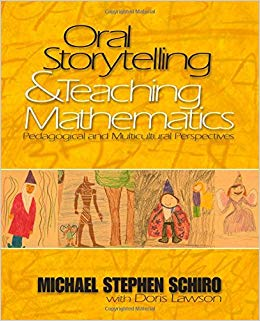 Oral
Storytelling
& Teaching
Mathematics
Pedagogical and Multicultural Perspectives
MICHAEL STEPHEN SCHIRO
with Doris Lawson